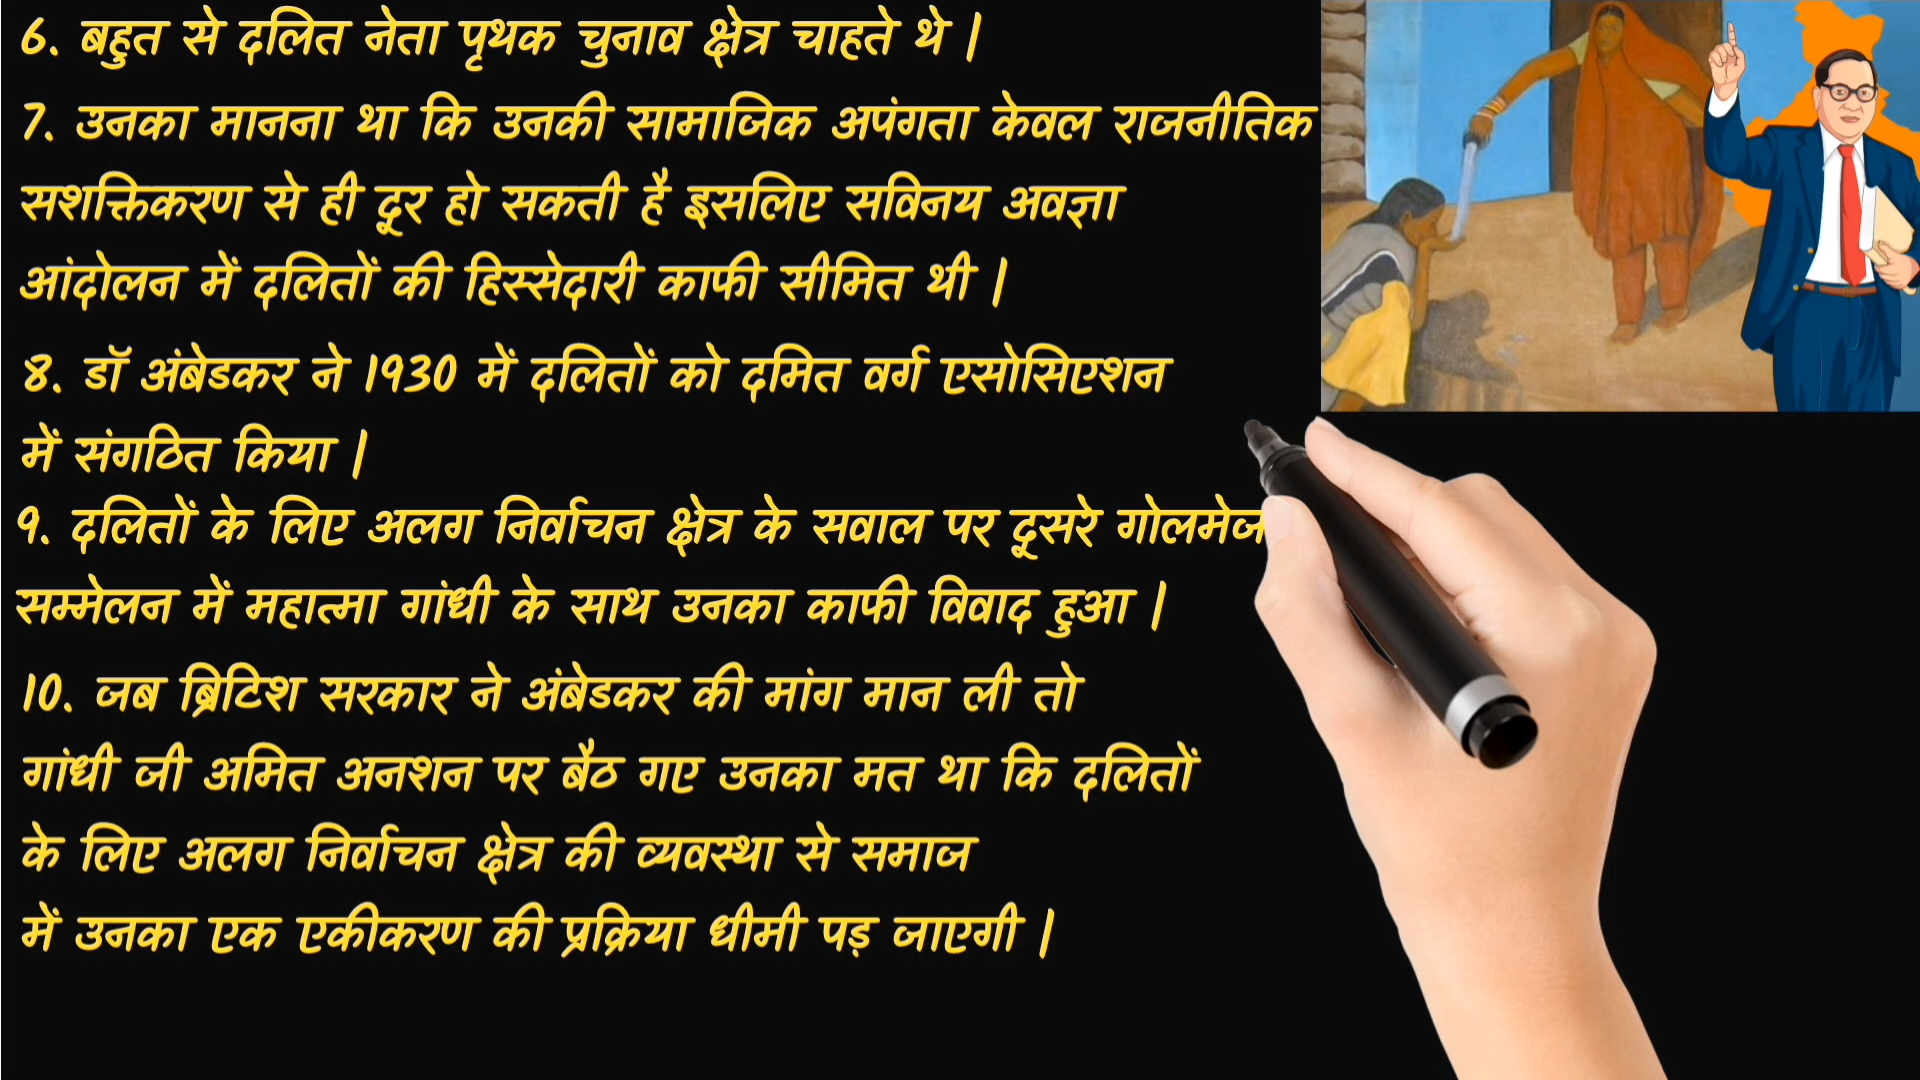 6. बहुत से दलित नेता पृथक चुनाव क्षेत्र चाहते थे |
7. उनका मानना था कि उनकी सामाजिक अपंगता केवल राजनीतिक
सशक्तिकरण से ही दूर हो सकती है इसलिए सविनय अवज्ञा
आंदोलन में दलितों की हिस्सेदारी काफी सीमित थी |
8. डॉ अंबेडकर ने 1930 में दलितों को दमित वर्ग एसोसिएशन
में संगठित किया |
9. दलितों के लिए अलग निर्वाचन क्षेत्र के सवाल पर दूसरे गोलमेज
सम्मेलन में महात्मा गांधी के साथ उनका काफी विवाद हुआ |
10. जब ब्रिटिश सरकार ने अंबेडकर की मांग मान ली तो
गांधी जी अमित अनशन पर बैठ गए उनका मत था कि दलितों
के लिए अलग निर्वाचन क्षेत्र की व्यवस्था से समाज
में उनका एक एकीकरण की प्रक्रिया धीमी पड़ जाएगी |